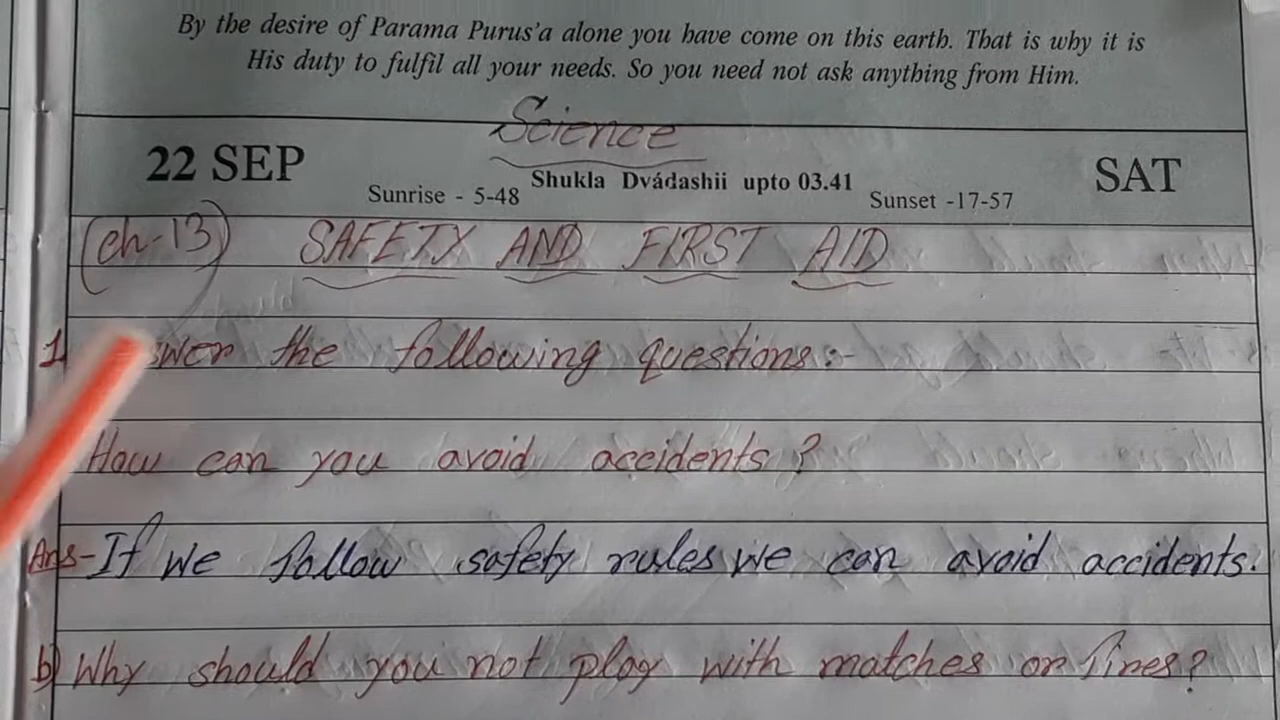 By the desire of Parama Purus'a alone you have come on this earth. That is why it is
His duty to fulfil all your needs. So you need not ask anything from Him.
Science
22 SEP
SAT
Shukla Dvádashii upto 03.41
Sunrise - 5-48
Sunset -17-57
(ch-13) SAFETY AND FIRST AID
1 swer the following questions:-
How can you avoid accidents?
Ans-If we follow safety rules we can avoid accidents.
b) Why should you not play with matches or fires?